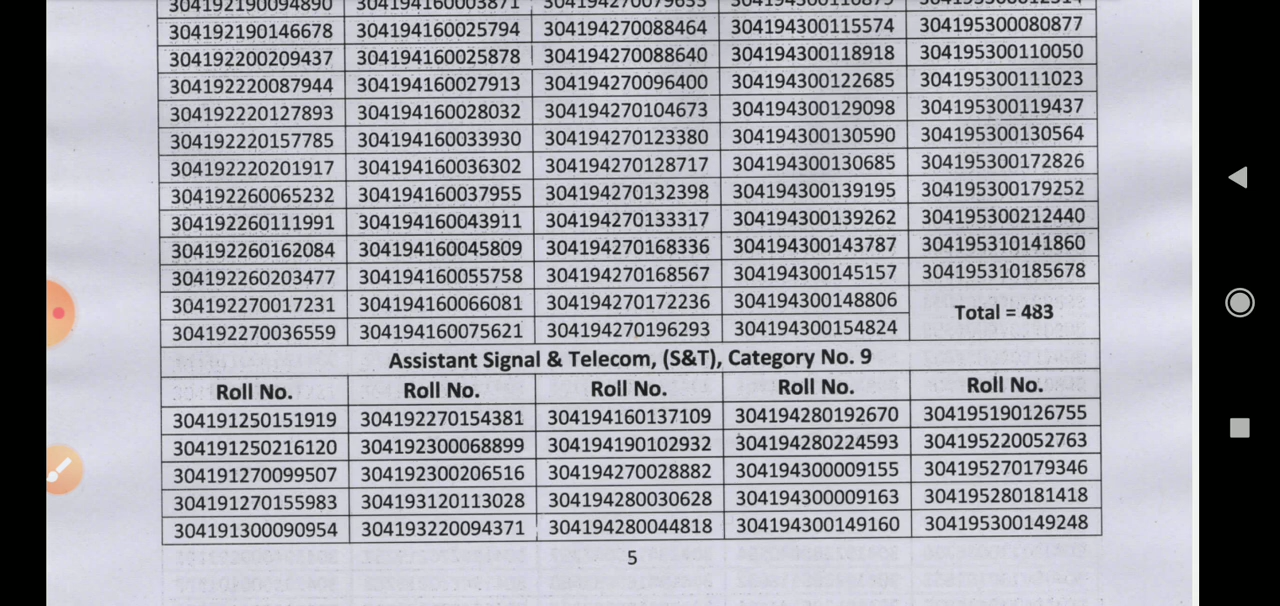 304192190094890 304194160003871 304194270079633
304192190146678 304194160025794 304194270088464 304194300115574 304195300080877
304192200209437 304194160025878 304194270088640 304194300118918 304195300110050
304192220087944 304194160027913 304194270096400 304194300122685 304195300111023
304192220127893 304194160028032 304194270104673 304194300129098 304195300119437
304192220157785 304194160033930 304194270123380 304194300130590 304195300130564
304192220201917 304194160036302 304194270128717 304194300130685 304195300172826
304192260065232 304194160037955 304194270132398 304194300139195 304195300179252
304192260111991 304194160043911 304194270133317 304194300139262 304195300212440
304192260162084 304194160045809 304194270168336 304194300143787 304195310141860
304192260203477 304194160055758 304194270168567 304194300145157 304195310185678
304192270017231 304194160066081 304194270172236 304194300148806 Total = 483
304192270036559 304194160075621 304194270196293 304194300154824
Assistant Signal & Telecom, (S&T), Category No. 9
Roll No. Roll No. Roll No. Roll No. Roll No.
304191250151919 304192270154381 304194160137109 304194280192670 304195190126755
304191250216120 304192300068899 304194190102932 304194280224593 304195220052763
304191270099507 304192300206516 304194270028882 304194300009155 304195270179346
304191270155983 304193120113028 304194280030628 304194300009163 304195280181418
304191300090954 304193220094371 304194280044818 304194300149160 304195300149248
5